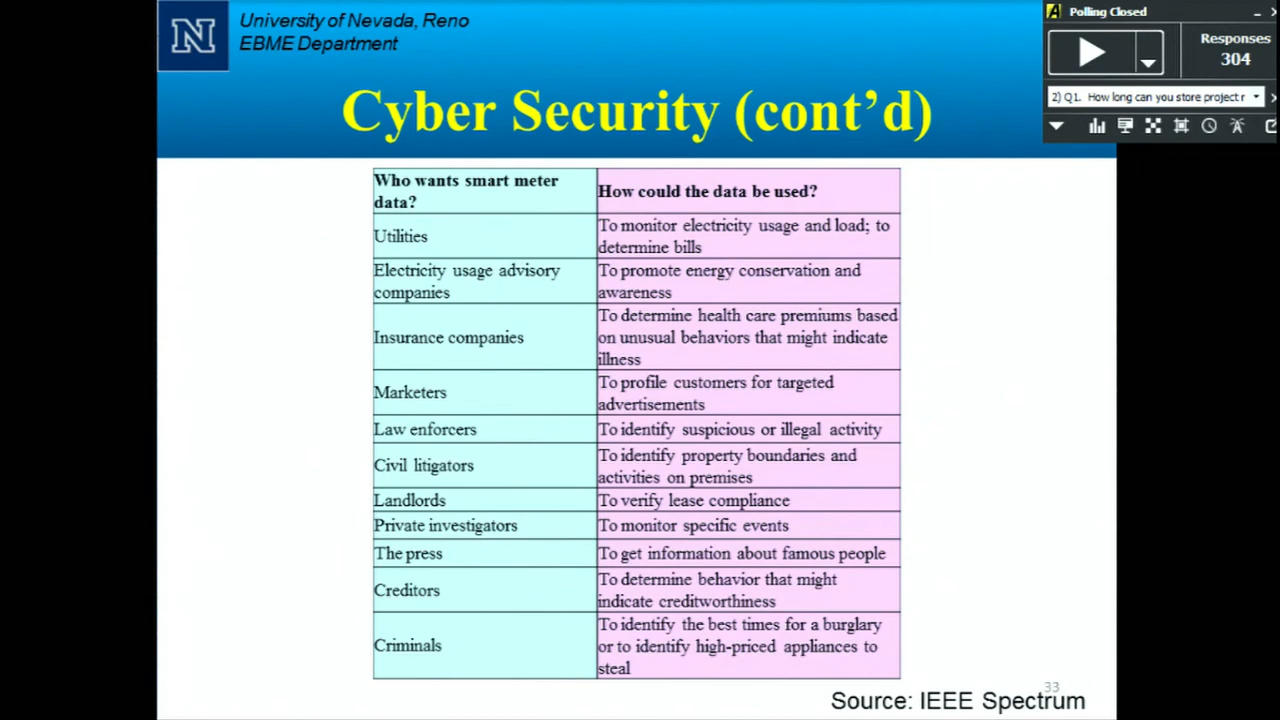 University of Nevada, Reno
EBME Department
Polling Closed
Responses
304
2) Q1. How long can you store project r
Cyber Security (cont'd)
Who wants smart meter
data?
How could the data be used?
Utilities
To monitor electricity usage and load; to
determine bills
Electricity usage advisory
companies
To promote energy conservation and
awareness
Insurance companies
To determine health care premiums based
on unusual behaviors that might indicate
illness
Marketers
To profile customers for targeted
advertisements
Law enforcers
To identify suspicious or illegal activity
Civil litigators
To identify property boundaries and
activities on premises
Landlords
To verify lease compliance
Private investigators
To monitor specific events
The press
To get information about famous people
Creditors
To determine behavior that might
indicate creditworthiness
Criminals
To identify the best times for a burglary
or to identify high-priced appliances to
steal
33
Source: IEEE Spectrum